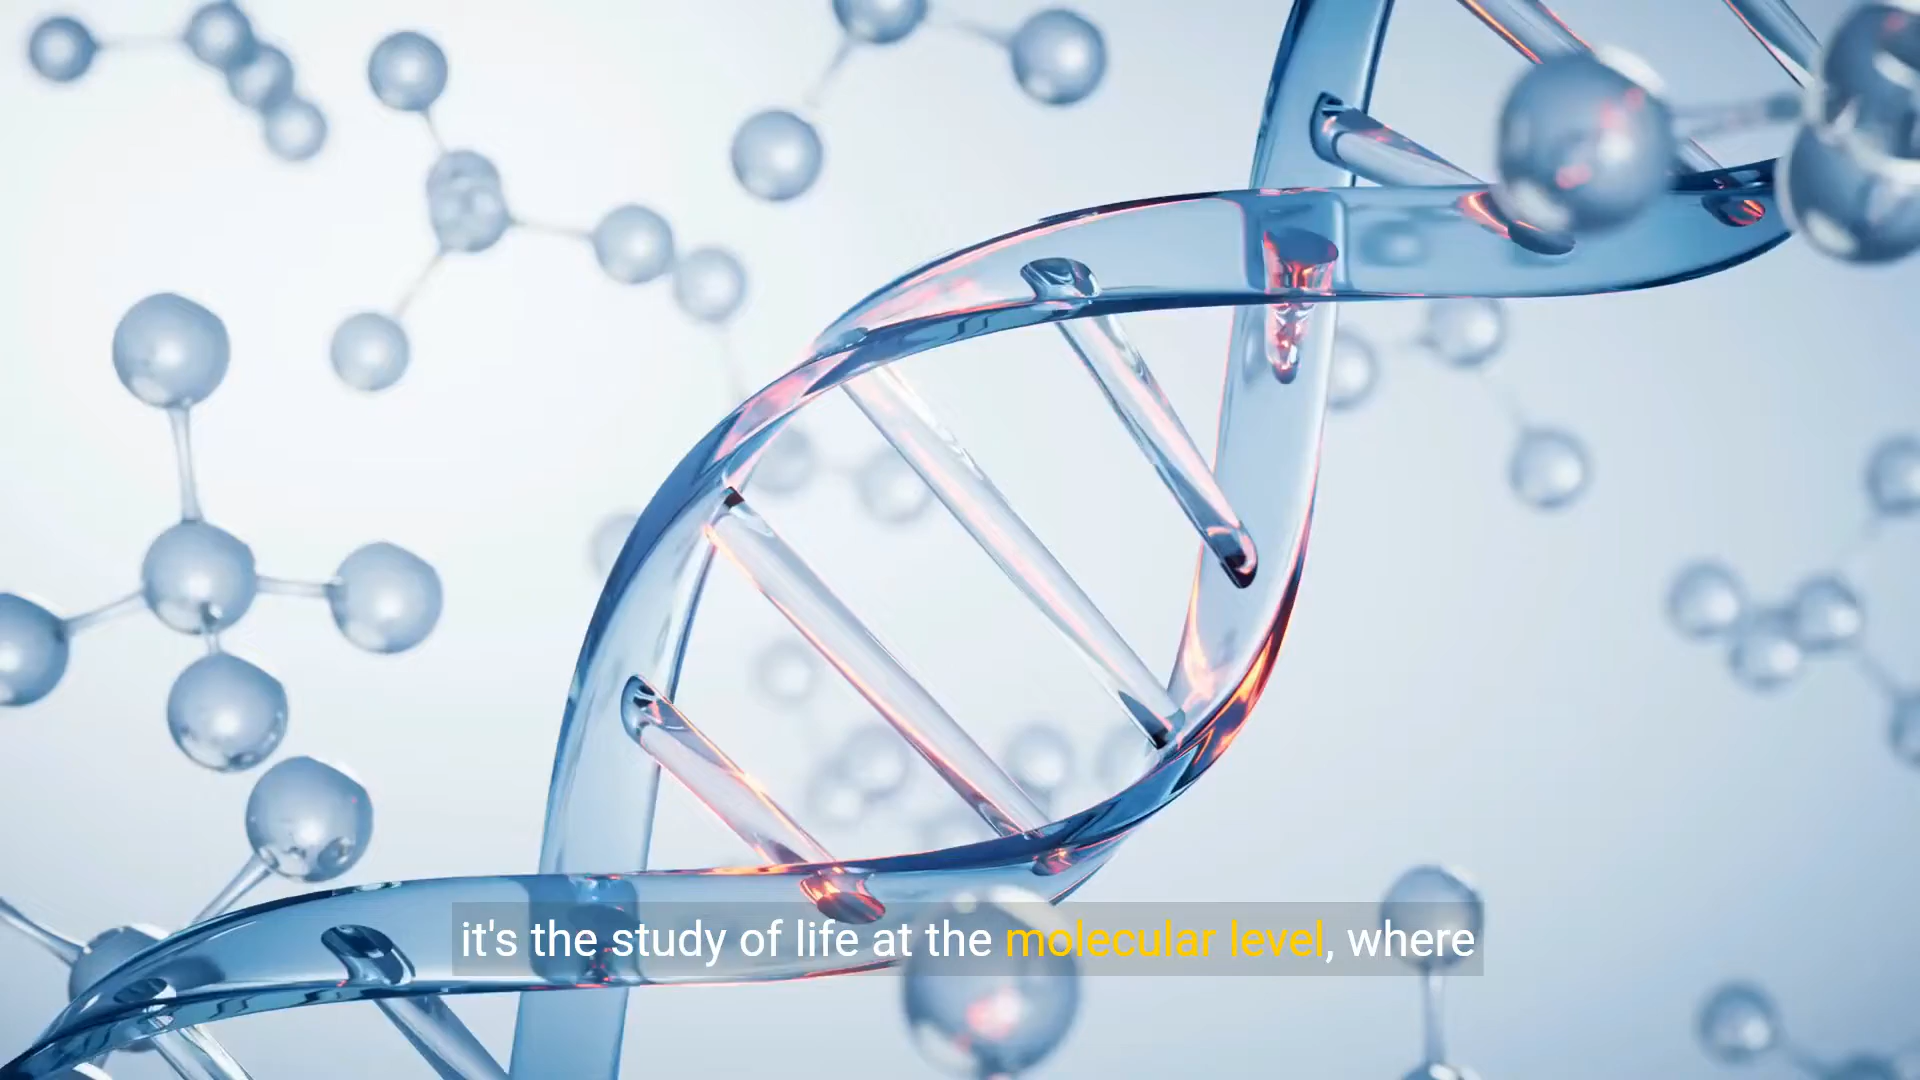 it's the study of life at the molecular level, where